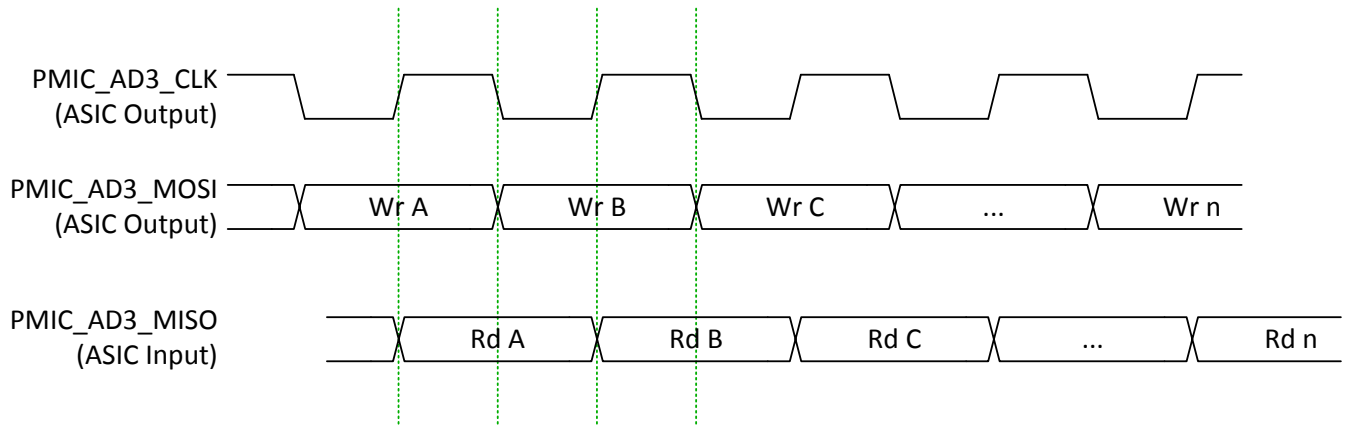 PMIC_AD3_CLK
(ASIC Output)
PMIC_AD3_MOSI
(ASIC Output)
Wr A Wr B Wr C ... Wr n
PMIC_AD3_MISO
(ASIC Input)
Rd A Rd B Rd C ... Rd n